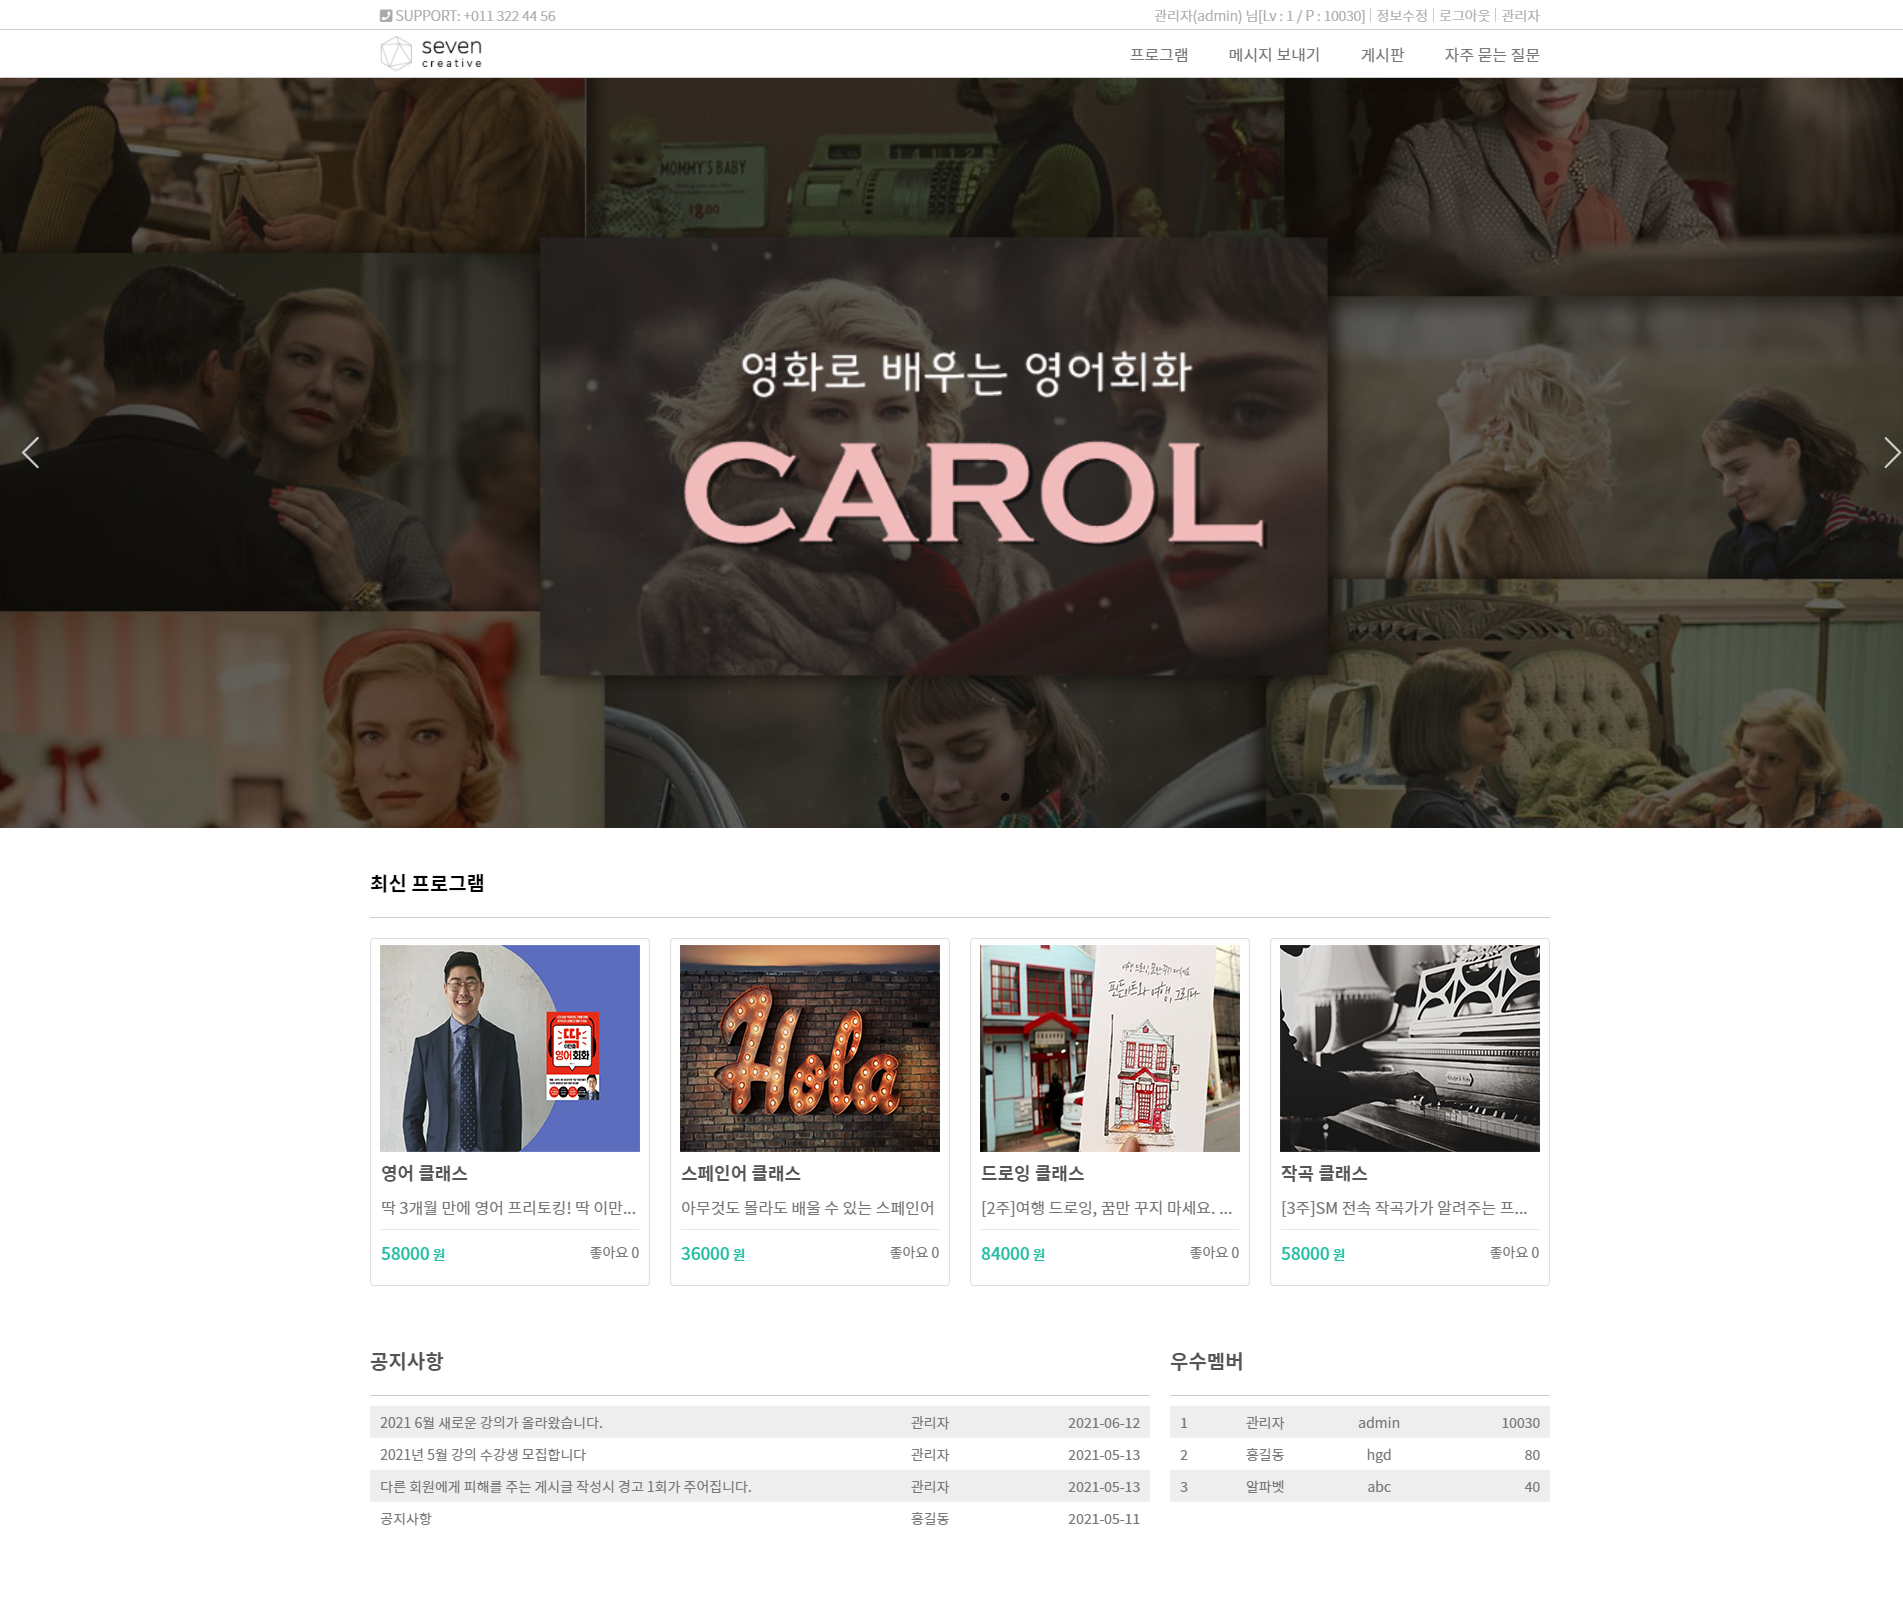 SUPPORT: +011 322 44 56
관리자(admin) 님[Lv : 1 / P : 10030] | 정보수정 | 로그아웃 | 관리자
seven
creative
프로그램 메시지 보내기 게시판 자주 묻는 질문
MOMMY'S BABY
$8.00
영화로 배우는 영어회화
CAROL
최신 프로그램
딱
영어회화
Hola
영어 클래스
딱 3개월 만에 영어 프리토킹! 딱 이만...
58000 원 좋아요 0
스페인어 클래스
아무것도 몰라도 배울 수 있는 스페인어
36000 원 좋아요 0
드로잉 클래스
[2주]여행 드로잉, 꿈만 꾸지 마세요. ...
84000 원 좋아요 0
작곡 클래스
[3주]SM 전속 작곡가가 알려주는 프...
58000 원 좋아요 0
공지사항
2021 6월 새로운 강의가 올라왔습니다. 관리자 2021-06-12
2021년 5월 강의 수강생 모집합니다 관리자 2021-05-13
다른 회원에게 피해를 주는 게시글 작성시 경고 1회가 주어집니다. 관리자 2021-05-13
공지사항 홍길동 2021-05-11
우수멤버
1 관리자 admin 10030
2 홍길동 hgd 80
3 알파벳 abc 40